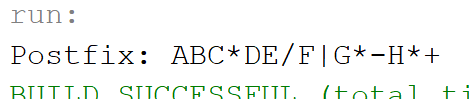 run:
Postfix: ABC*DE/F|G*-H*+
BUILD SUCCESSFUL (total ti